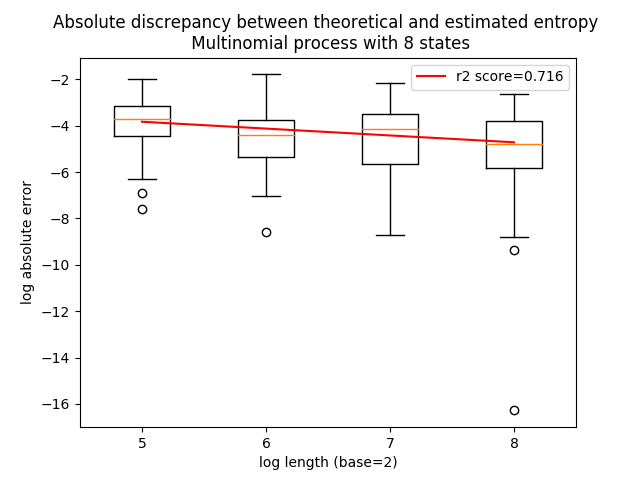 Absolute discrepancy between theoretical and estimated entropy
Multinomial process with 8 states
r2 score=0.716
log absolute error
−2
−4
−6
−8
−10
−12
−14
−16
5 6 7 8
log length (base=2)